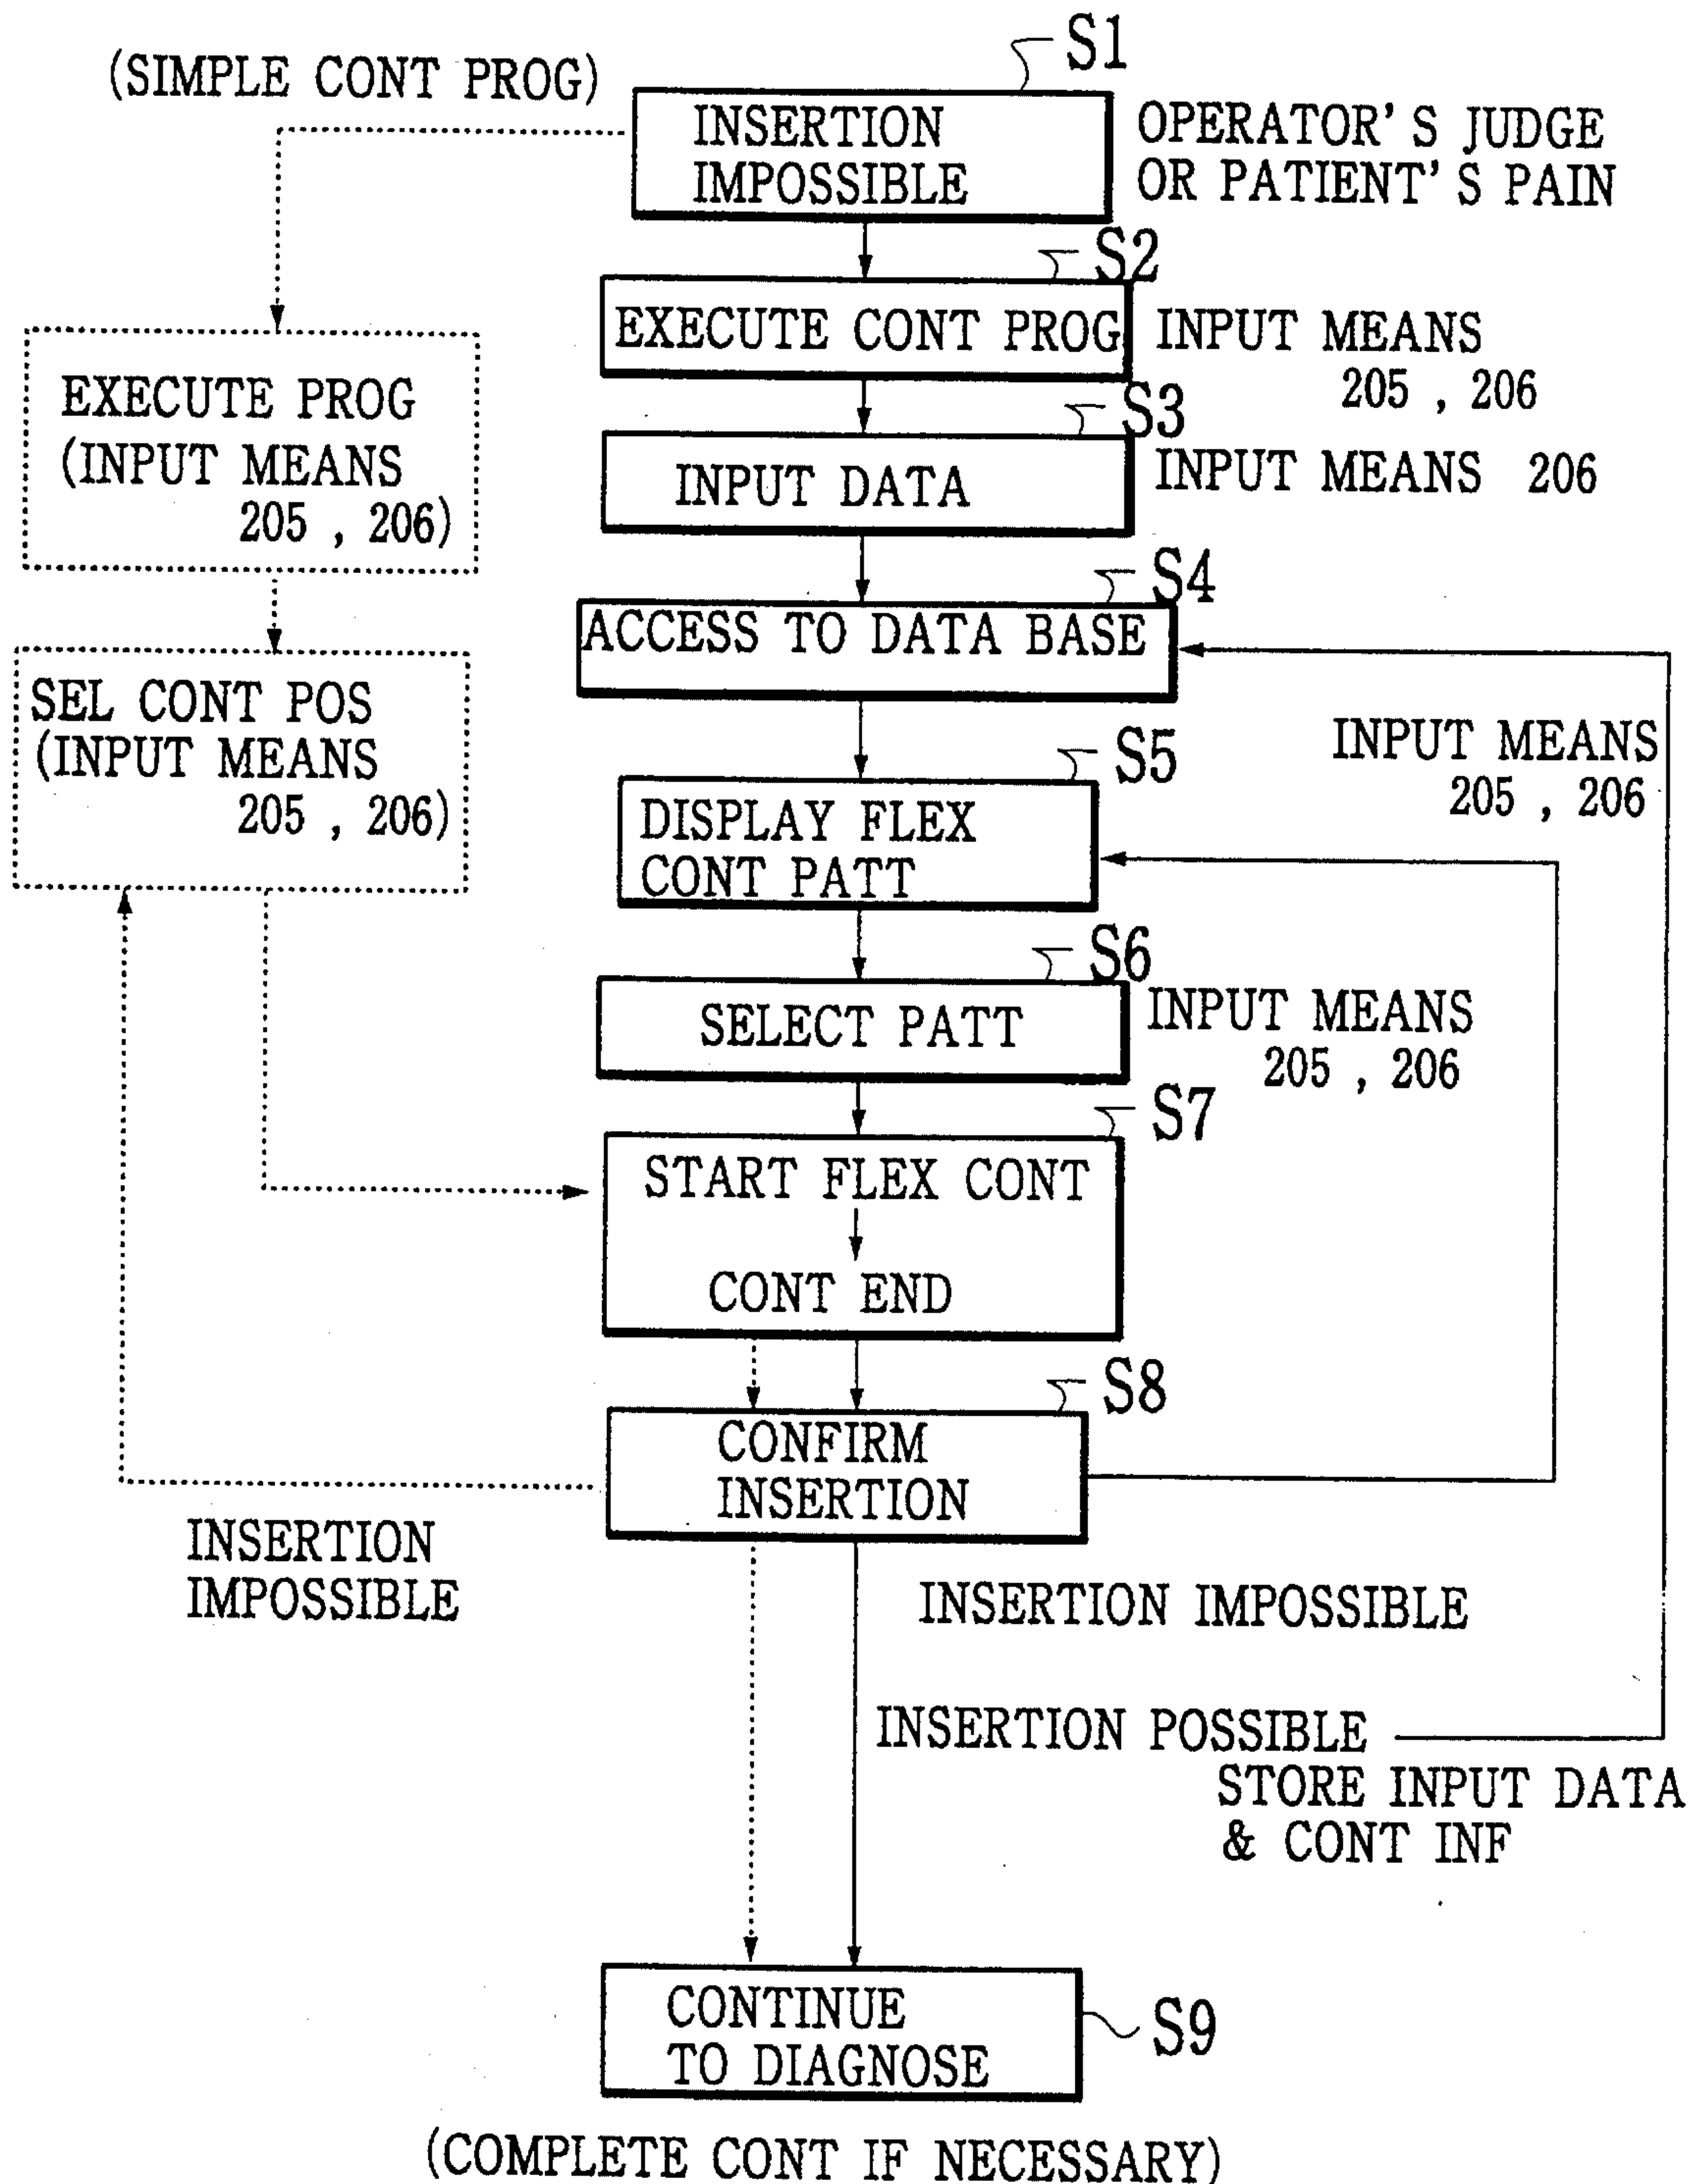 S1
(SIMPLE CONT PROG)
INSERTION
IMPOSSIBLE
OPERATOR'S JUDGE
OR PATIENT'S PAIN
S2
EXECUTE CONT PROG
INPUT MEANS
205 , 206
EXECUTE PROG
(INPUT MEANS
205 , 206)
S3
INPUT DATA
INPUT MEANS 206
S4
ACCESS TO DATA BASE
SEL CONT POS
(INPUT MEANS
205 , 206)
INPUT MEANS
205 , 206
S5
DISPLAY FLEX
CONT PATT
S6
SELECT PATT
INPUT MEANS
205 , 206
S7
START FLEX CONT
CONT END
S8
CONFIRM
INSERTION
INSERTION
IMPOSSIBLE
INSERTION IMPOSSIBLE
INSERTION POSSIBLE
STORE INPUT DATA
& CONT INF
CONTINUE
TO DIAGNOSE
S9
(COMPLETE CONT IF NECESSARY)